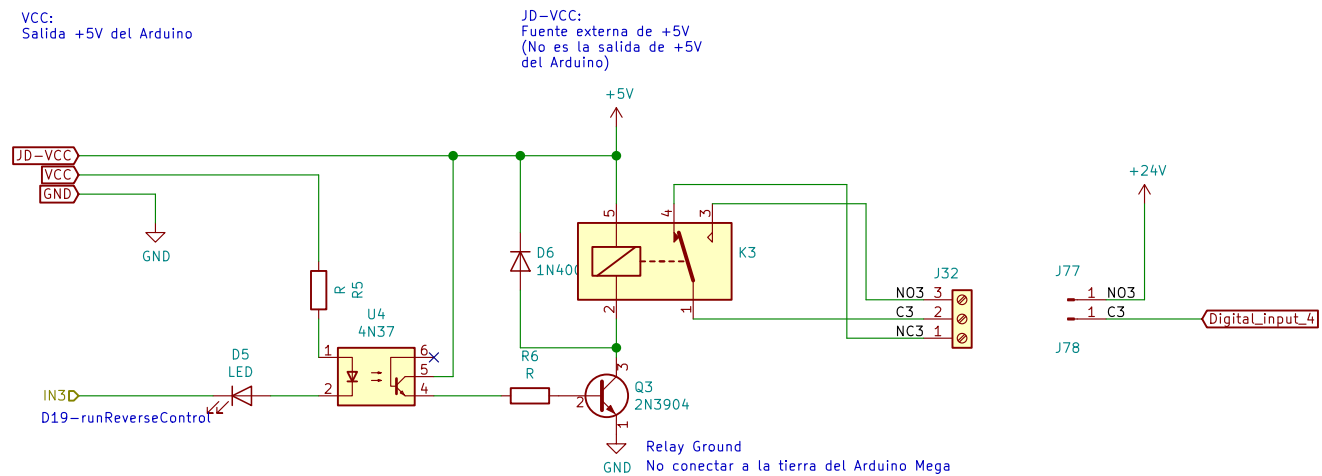 VCC:
Salida +5V del Arduino
JD-VCC:
Fuente externa de +5V
(No es la salida de +5V
del Arduino)
+5V
JD-VCC
VCC
GND
GND
+24V
5
4
3
K3
D6
1N400
2
1
R
R5
U4
4N37
1
2
6
5
4
D5
LED
IN3
D19-runReverseControl
R6
R
3
2
1
Q3
2N3904
GND
Relay Ground
No conectar a la tierra del Arduino Mega
J32
NO3 3
C3 2
NC3 1
J77
1 NO3
1 C3
J78
Digital_input_4